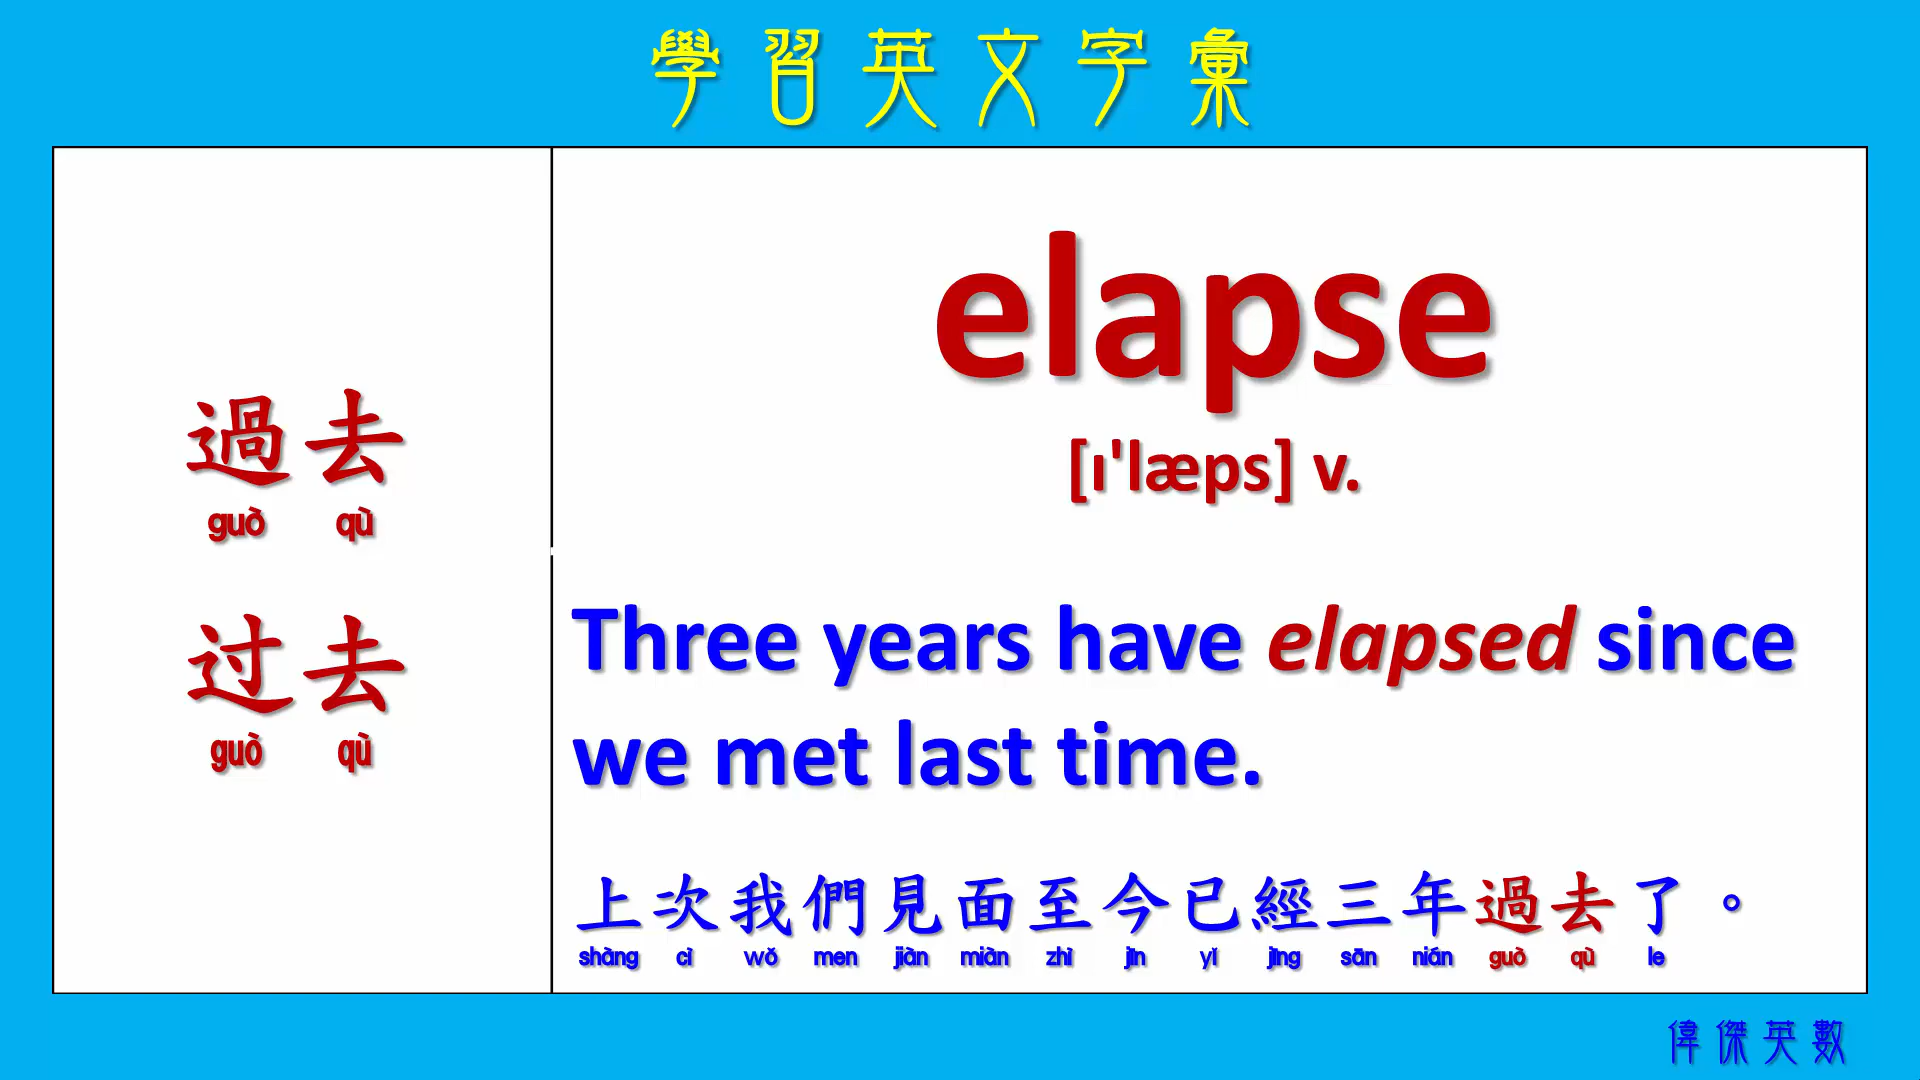 學習英文字彙
過去
guò qù
过去
guò qù
elapse
[ɪ'læps] v.
Three years have elapsed since
we met last time.
上次我們見面至今已經三年過去了。
shàng cì wǒ men jiàn miàn zhì jīn yǐ jīng sān nián guò qù le
偉傑英數